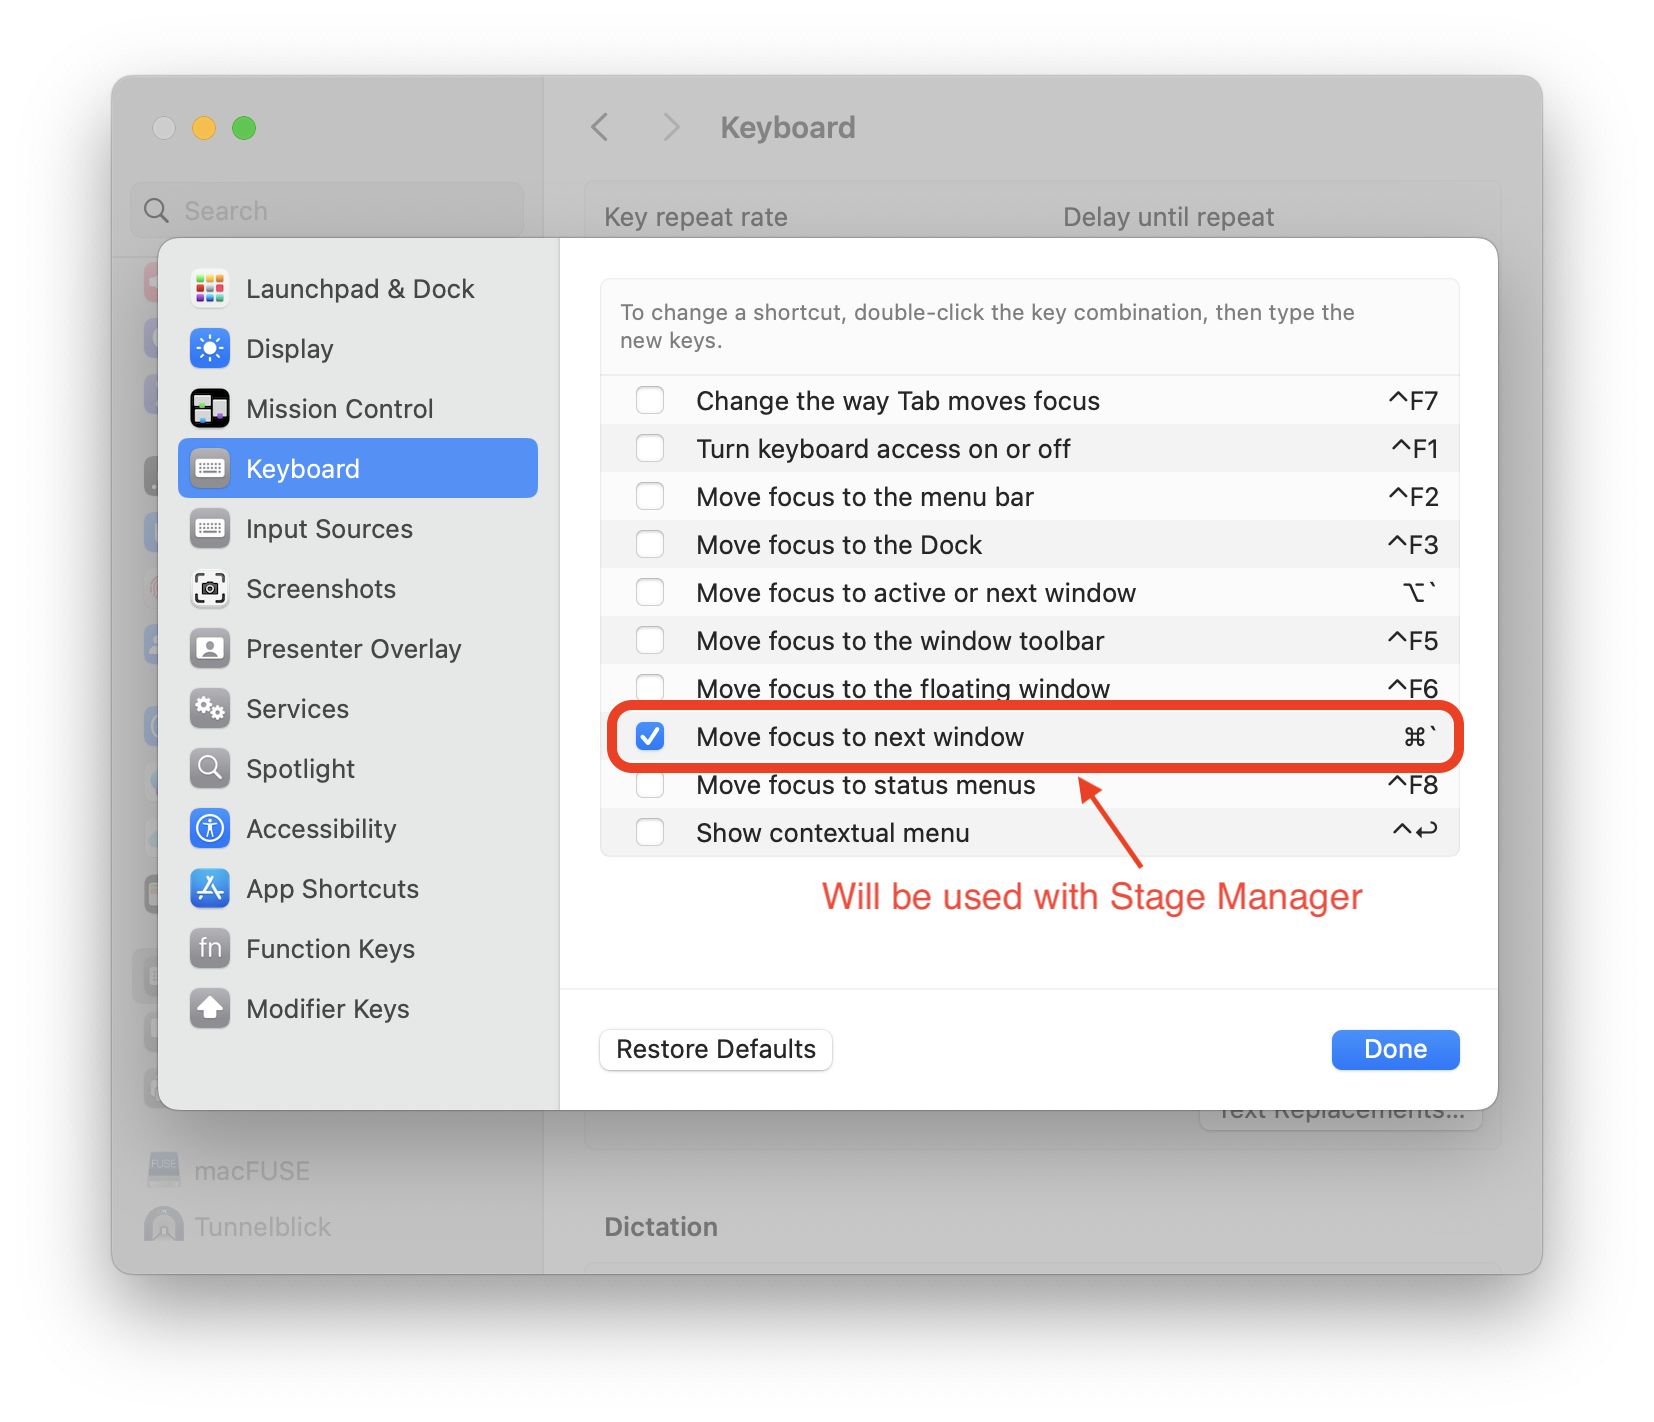 Keyboard
Search
Key repeat rate
Delay until repeat
Launchpad & Dock
Display
Mission Control
Keyboard
Input Sources
Screenshots
Presenter Overlay
Services
Spotlight
Accessibility
App Shortcuts
fn Function Keys
Modifier Keys
To change a shortcut, double-click the key combination, then type the
new keys.
Change the way Tab moves focus ^F7
Turn keyboard access on or off ^F1
Move focus to the menu bar ^F2
Move focus to the Dock ^F3
Move focus to active or next window ⌥`
Move focus to the window toolbar ^F5
Move focus to the floating window ^F6
Move focus to next window ⌘`
Move focus to status menus ^F8
Show contextual menu ^↩
Will be used with Stage Manager
Restore Defaults
Done
Text Replacements...
FUSE macFUSE
Tunnelblick
Dictation